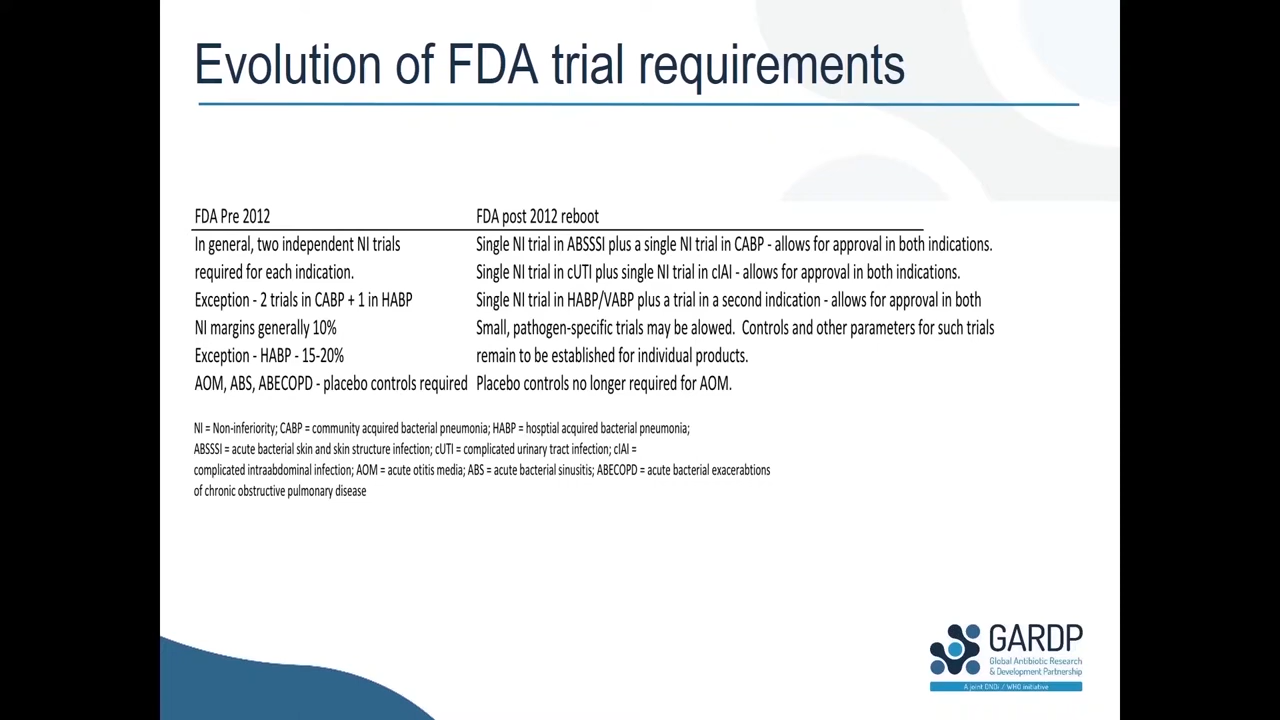 Evolution of FDA trial requirements
FDA Pre 2012 FDA post 2012 reboot
In general, two independent NI trials Single NI trial in ABSSSI plus a single NI trial in CABP - allows for approval in both indications.
required for each indication. Single NI trial in cUTI plus single NI trial in cIAI - allows for approval in both indications.
Exception - 2 trials in CABP + 1 in HABP Single NI trial in HABP/VABP plus a trial in a second indication - allows for approval in both
NI margins generally 10% Small, pathogen-specific trials may be alowed. Controls and other parameters for such trials
Exception - HABP - 15-20% remain to be established for individual products.
AOM, ABS, ABECOPD - placebo controls required Placebo controls no longer required for AOM.
NI = Non-inferiority; CABP = community acquired bacterial pneumonia; HABP = hosptial acquired bacterial pneumonia;
ABSSSI = acute bacterial skin and skin structure infection; cUTI = complicated urinary tract infection; cIAI =
complicated intraabdominal infection; AOM = acute otitis media; ABS = acute bacterial sinusitis; ABECOPD = acute bacterial exacerabtions
of chronic obstructive pulmonary disease
GARDP
Global Antibiotic Research
& Development Partnership
A joint DNDi / WHO initiative